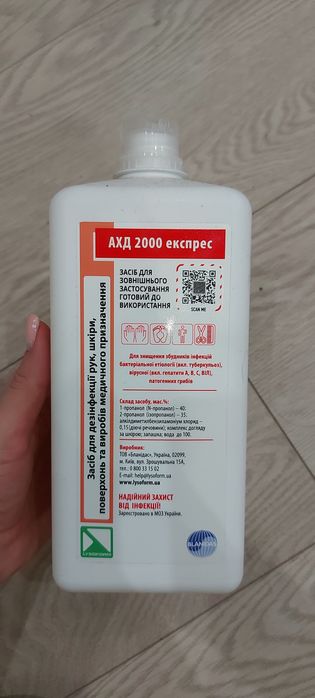 АХД 2000 експрес
ЗАСІБ ДЛЯ
ЗОВНІШНЬОГО
ЗАСТОСУВАННЯ
ГОТОВИЙ ДО
ВИКОРИСТАННЯ
SCAN ME
Засіб для дезінфекції рук, шкіри,
поверхонь та виробів медичного призначення
Для знищення збудників інфекцій
бактеріальної етіології (вкл. туберкульоз),
вірусної (вкл. гепатити А, В, С, ВІЛ),
патогенних грибів
Склад засобу, мас.%:
1-пропанол (N-пропанол) – 40;
2-пропанол (ізопропанол) – 35;
алкілдиметилбензиламоній хлорид –
0,15 (діючі речовини); комплекс догляду
за шкірою; запашка; вода до 100.
Виробник:
ТОВ «Бланідас», Україна, 02099,
м. Київ, вул. Зрошувальна 15А,
тел.: 0 800 33 15 02
E-mail: help@lysoform.ua
www.lysoform.ua
НАДІЙНИЙ ЗАХИСТ
ВІД ІНФЕКЦІЇ!
Зареєстровано в МОЗ України.
LYSOFORM
BLANIDAS